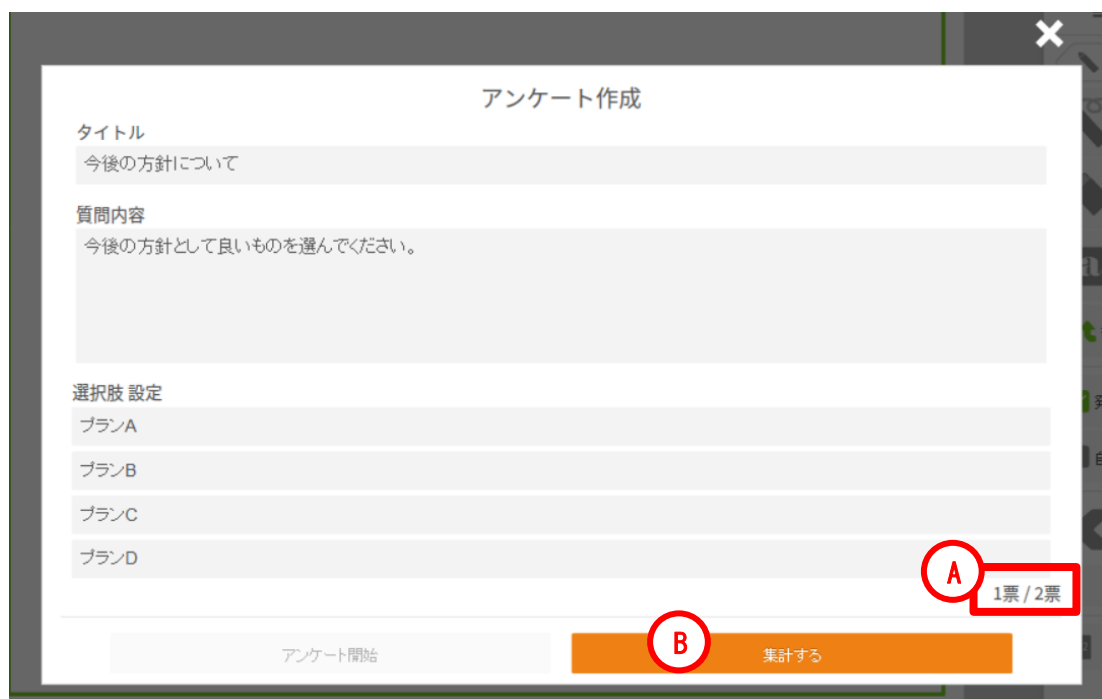 アンケート作成
タイトル
今後の方針について
質問内容
今後の方針として良いものを選んでください。
選択肢 設定
プランA
プランB
プランC
プランD
A
1票 / 2票
アンケート開始
B
集計する